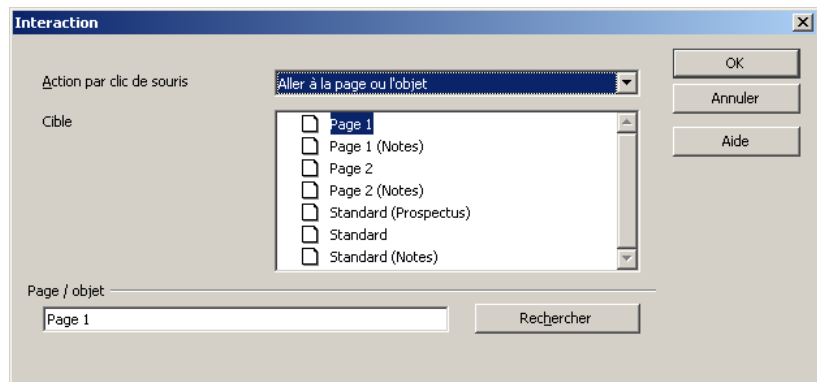 Interaction
Action par clic de souris
Aller à la page ou l'objet
OK
Annuler
Cible
Page 1
Page 1 (Notes)
Aide
Page 2
Page 2 (Notes)
Standard (Prospectus)
Standard
Standard (Notes)
Page / objet
Page 1
Rechercher